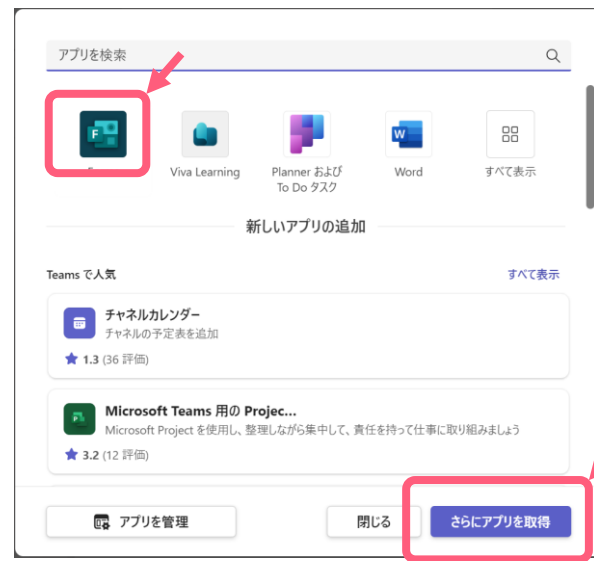 アプリを検索
Viva Learning
Planner および
To Do タスク
Word
すべて表示
新しいアプリの追加
Teams で人気
すべて表示
チャネルカレンダー
チャネルの予定表を追加
1.3 (36 評価)
Microsoft Teams 用の Projec...
Microsoft Project を使用し、整理しながら集中して、責任を持って仕事に取り組みましょう
3.2 (12 評価)
アプリを管理
閉じる
さらにアプリを取得